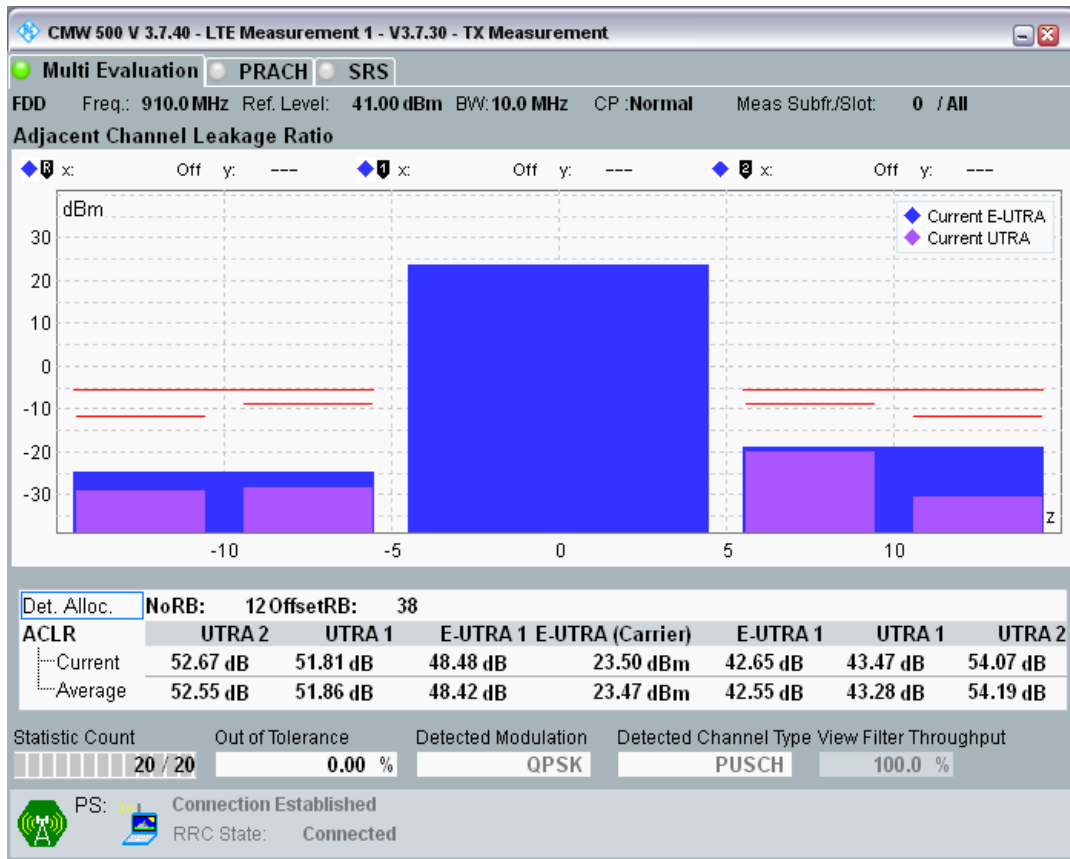 CMW 500 V 3.7.40 - LTE Measurement 1 - V3.7.30 - TX Measurement
Multi Evaluation PRACH SRS
FDD Freq.: 910.0 MHz Ref. Level: 41.00 dBm BW: 10.0 MHz CP :Normal Meas Subfr./Slot: 0 / All
Adjacent Channel Leakage Ratio
R x: Off y: --- 1 x: Off y: --- 2 x: Off y: ---
dBm
Current E-UTRA
Current UTRA
30
20
10
0
-10
-20
-30
z
-10 -5 0 5 10
Det. Alloc. NoRB: 12 OffsetRB: 38
ACLR UTRA 2 UTRA 1 E-UTRA 1 E-UTRA (Carrier) E-UTRA 1 UTRA 1 UTRA 2
Current 52.67 dB 51.81 dB 48.48 dB 23.50 dBm 42.65 dB 43.47 dB 54.07 dB
Average 52.55 dB 51.86 dB 48.42 dB 23.47 dBm 42.55 dB 43.28 dB 54.19 dB
Statistic Count Out of Tolerance Detected Modulation Detected Channel Type View Filter Throughput
20 / 20 0.00 % QPSK PUSCH 100.0 %
PS: Connection Established
RRC State: Connected